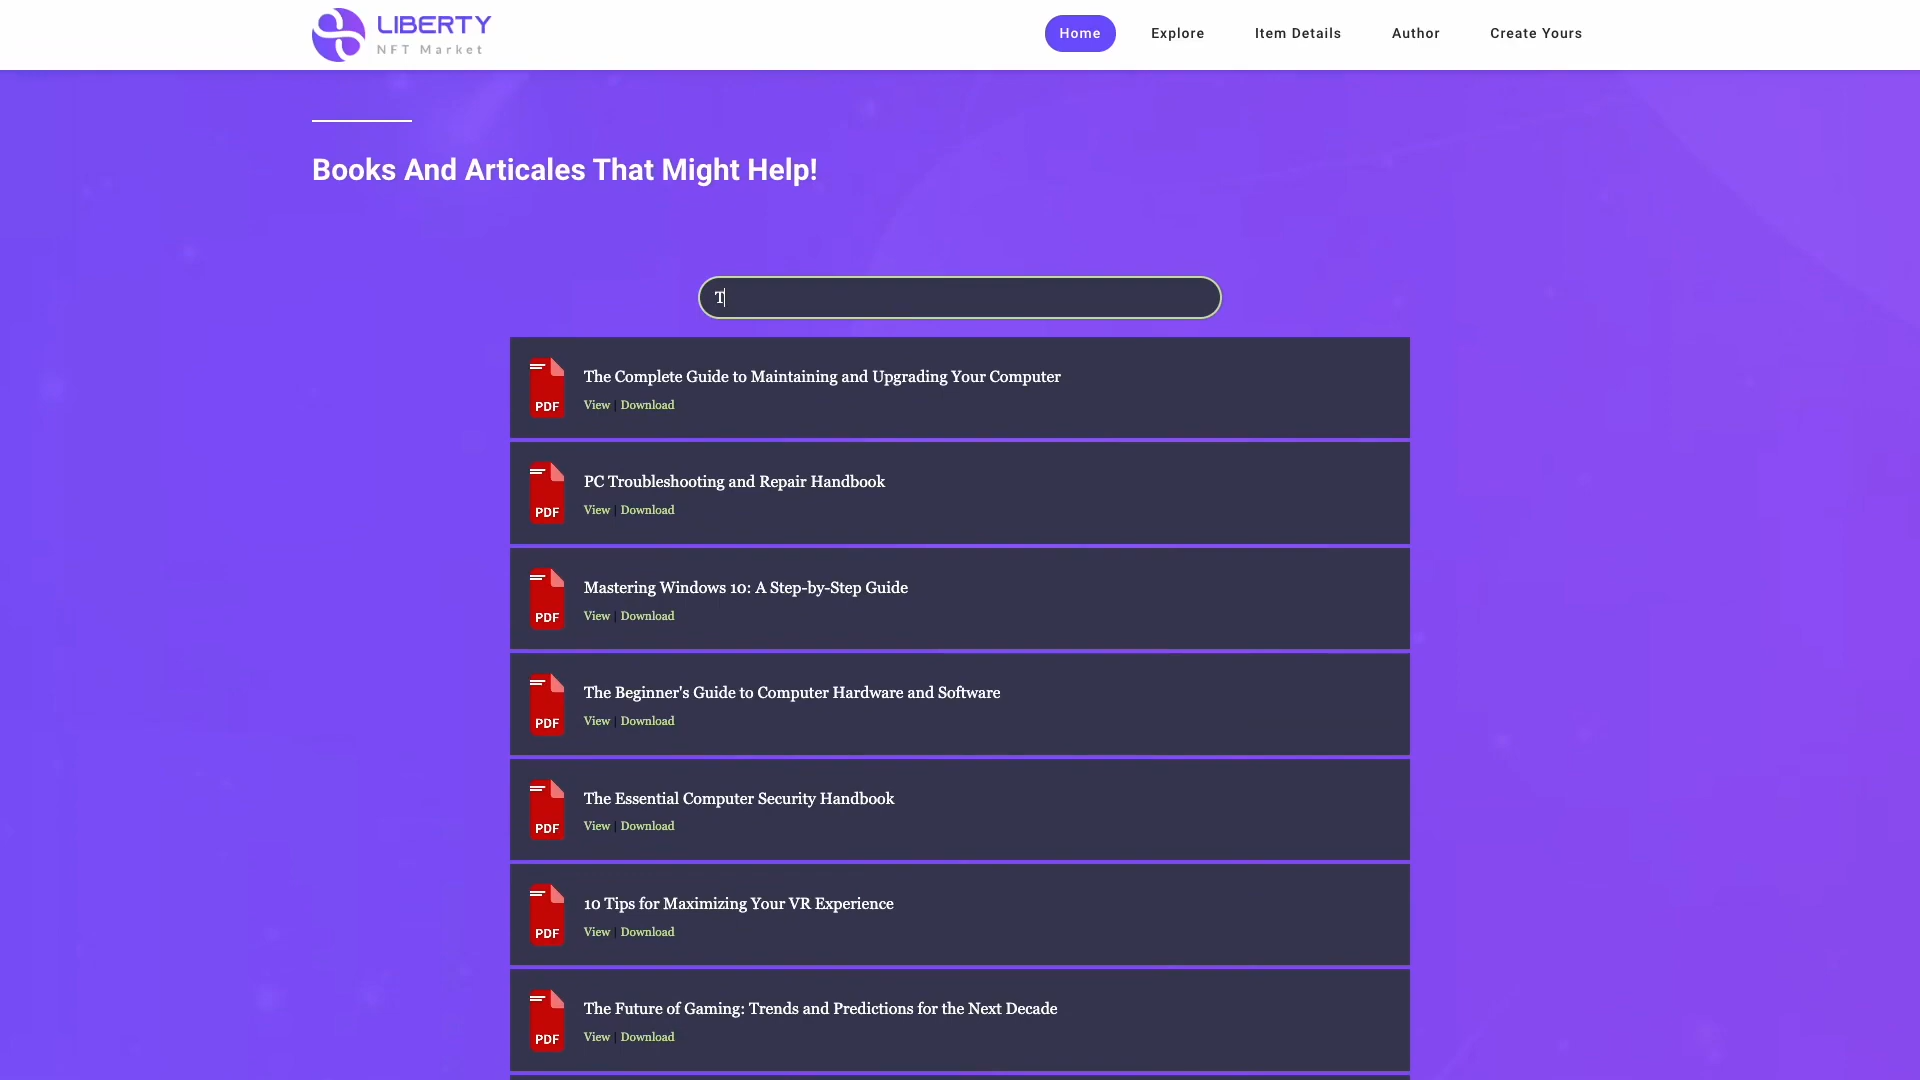 LIBERTY
NFT Market
Home Explore Item Details Author Create Yours
Books And Articales That Might Help!
T
PDF The Complete Guide to Maintaining and Upgrading Your Computer
View | Download
PDF PC Troubleshooting and Repair Handbook
View | Download
PDF Mastering Windows 10: A Step-by-Step Guide
View | Download
PDF The Beginner's Guide to Computer Hardware and Software
View | Download
PDF The Essential Computer Security Handbook
View | Download
PDF 10 Tips for Maximizing Your VR Experience
View | Download
PDF The Future of Gaming: Trends and Predictions for the Next Decade
View | Download